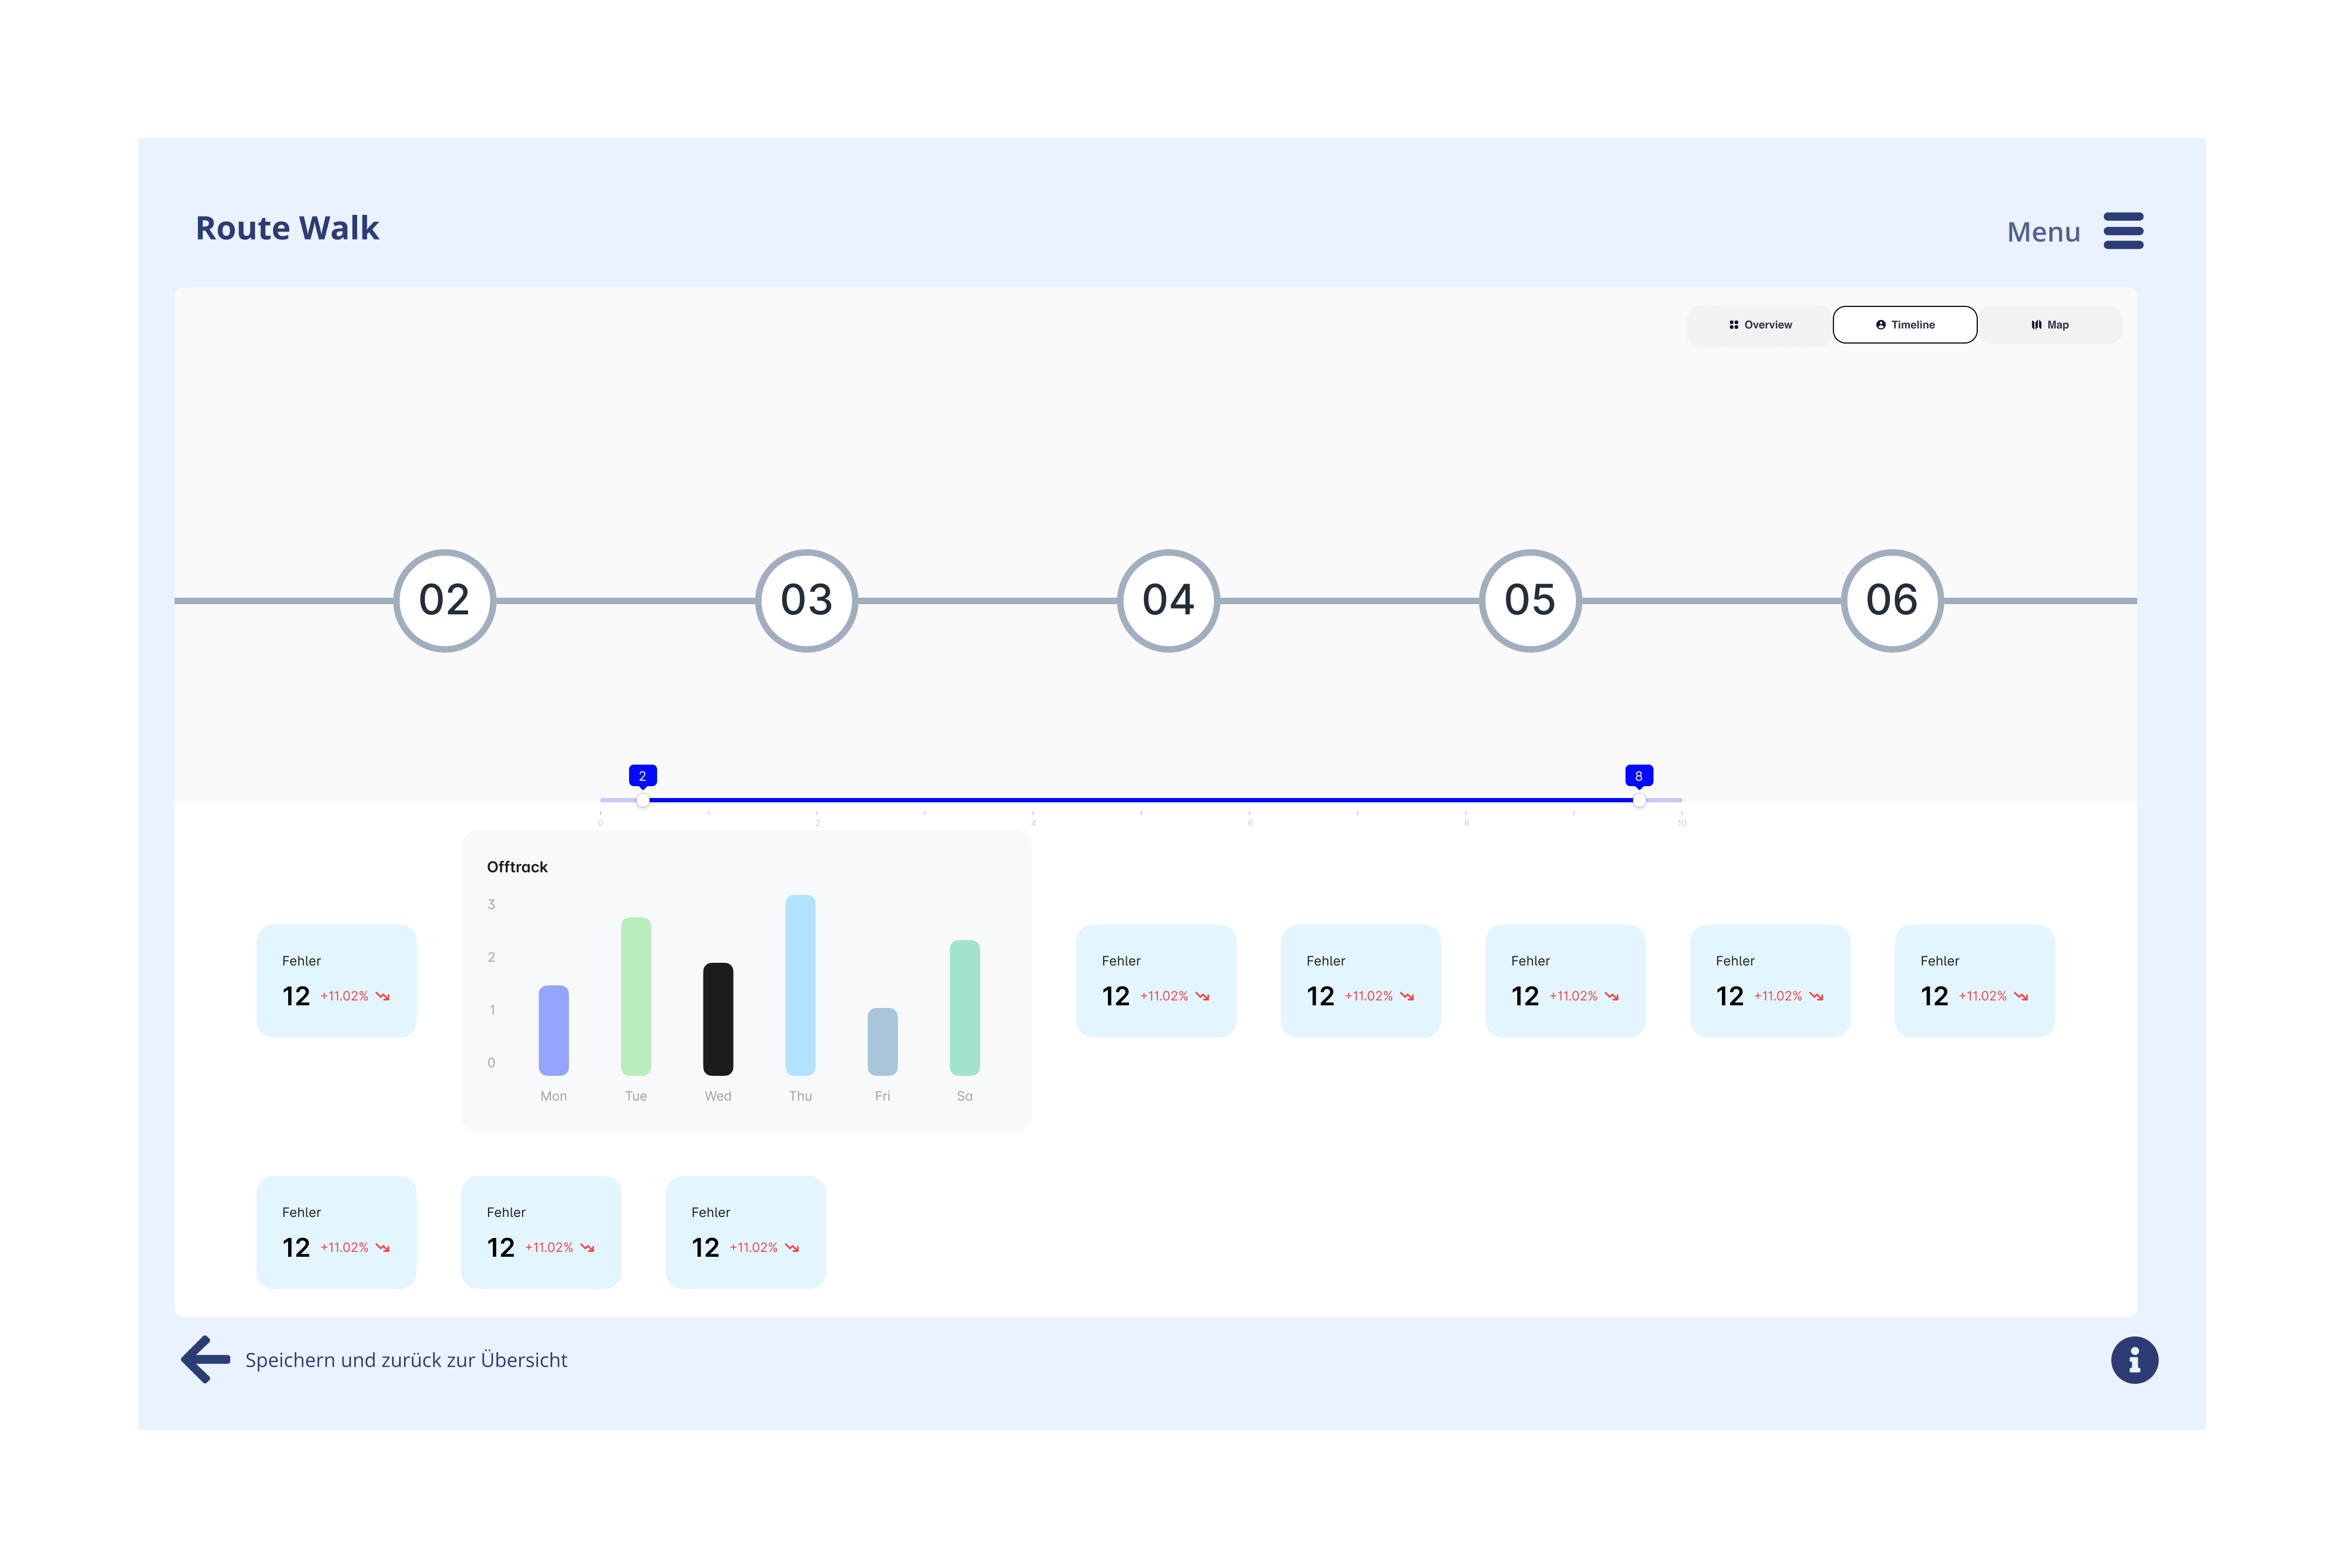 Route Walk
Menu
Overview
Timeline
Map
02 03 04 05 06
2 8
0 2 4 6 8 10
Offtrack
3
2
1
0
Mon Tue Wed Thu Fri Sa
Fehler
12 +11.02%
Fehler
12 +11.02%
Fehler
12 +11.02%
Fehler
12 +11.02%
Fehler
12 +11.02%
Fehler
12 +11.02%
Fehler
12 +11.02%
Fehler
12 +11.02%
Fehler
12 +11.02%
Speichern und zurück zur Übersicht